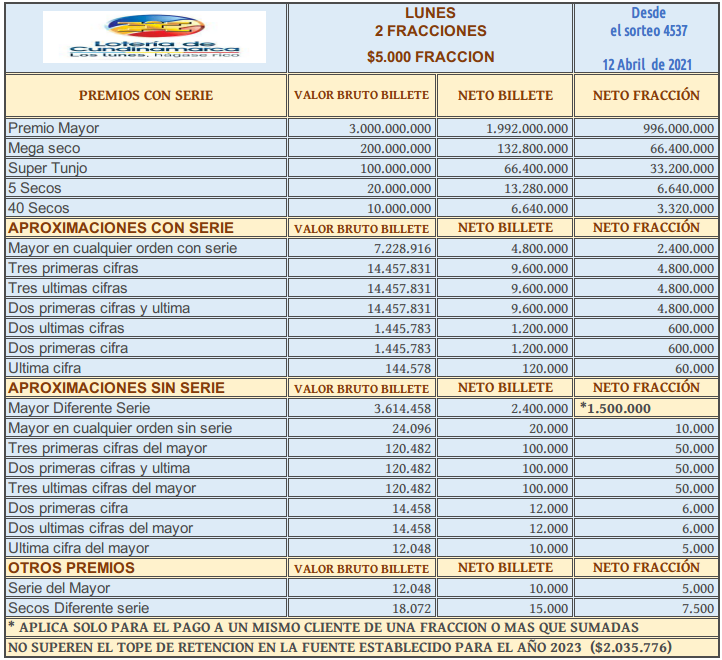 Lotería de
Cundinamarca
Los lunes, hágase rico
LUNES
2 FRACCIONES
$5.000 FRACCION
Desde
el sorteo 4537
12 Abril de 2021
PREMIOS CON SERIE VALOR BRUTO BILLETE NETO BILLETE NETO FRACCIÓN
Premio Mayor 3.000.000.000 1.992.000.000 996.000.000
Mega seco 200.000.000 132.800.000 66.400.000
Super Tunjo 100.000.000 66.400.000 33.200.000
5 Secos 20.000.000 13.280.000 6.640.000
40 Secos 10.000.000 6.640.000 3.320.000
APROXIMACIONES CON SERIE VALOR BRUTO BILLETE NETO BILLETE NETO FRACCIÓN
Mayor en cualquier orden con serie 7.228.916 4.800.000 2.400.000
Tres primeras cifras 14.457.831 9.600.000 4.800.000
Tres ultimas cifras 14.457.831 9.600.000 4.800.000
Dos primeras cifras y ultima 14.457.831 9.600.000 4.800.000
Dos ultimas cifras 1.445.783 1.200.000 600.000
Dos primeras cifra 1.445.783 1.200.000 600.000
Ultima cifra 144.578 120.000 60.000
APROXIMACIONES SIN SERIE VALOR BRUTO BILLETE NETO BILLETE NETO FRACCIÓN
Mayor Diferente Serie 3.614.458 2.400.000 *1.500.000
Mayor en cualquier orden sin serie 24.096 20.000 10.000
Tres primeras cifras del mayor 120.482 100.000 50.000
Dos primeras cifras y ultima 120.482 100.000 50.000
Tres ultimas cifras del mayor 120.482 100.000 50.000
Dos primeras cifra 14.458 12.000 6.000
Dos ultimas cifras del mayor 14.458 12.000 6.000
Ultima cifra del mayor 12.048 10.000 5.000
OTROS PREMIOS VALOR BRUTO BILLETE NETO BILLETE NETO FRACCIÓN
Serie del Mayor 12.048 10.000 5.000
Secos Diferente serie 18.072 15.000 7.500
* APLICA SOLO PARA EL PAGO A UN MISMO CLIENTE DE UNA FRACCION O MAS QUE SUMADAS
NO SUPEREN EL TOPE DE RETENCION EN LA FUENTE ESTABLECIDO PARA EL AÑO 2023 ($2.035.776)